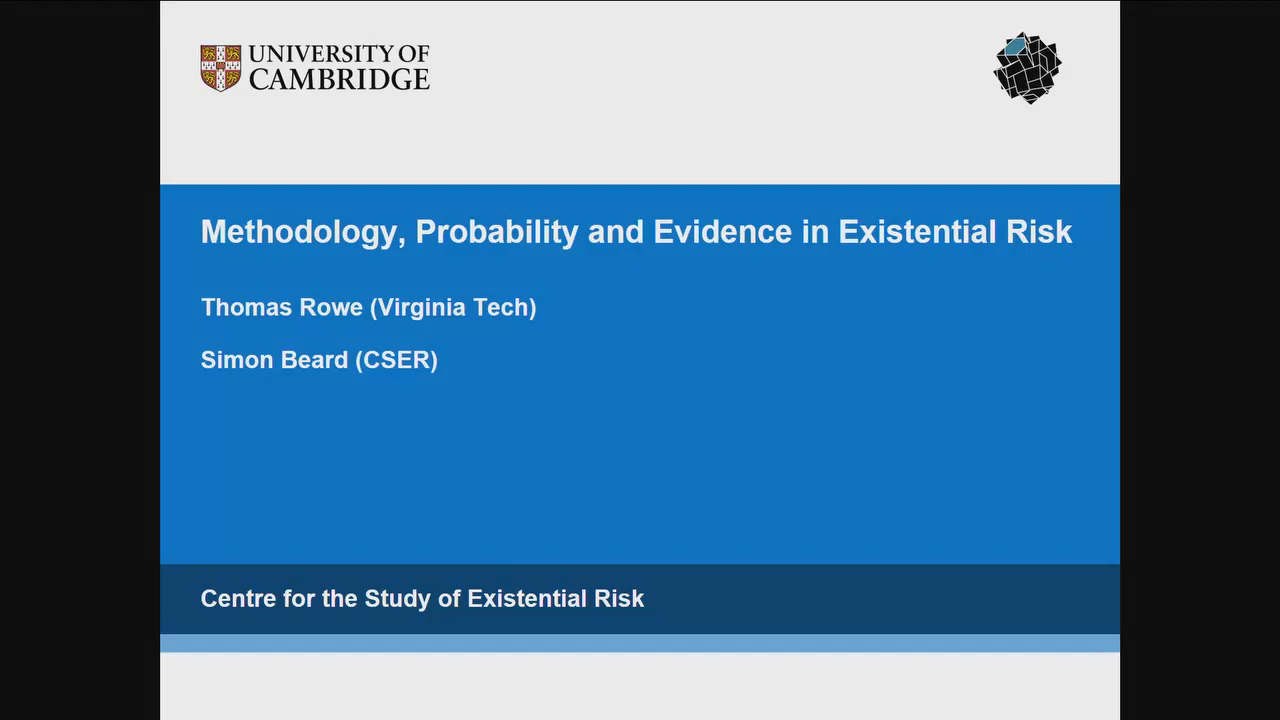 UNIVERSITY OF
CAMBRIDGE
Methodology, Probability and Evidence in Existential Risk
Thomas Rowe (Virginia Tech)
Simon Beard (CSER)
Centre for the Study of Existential Risk